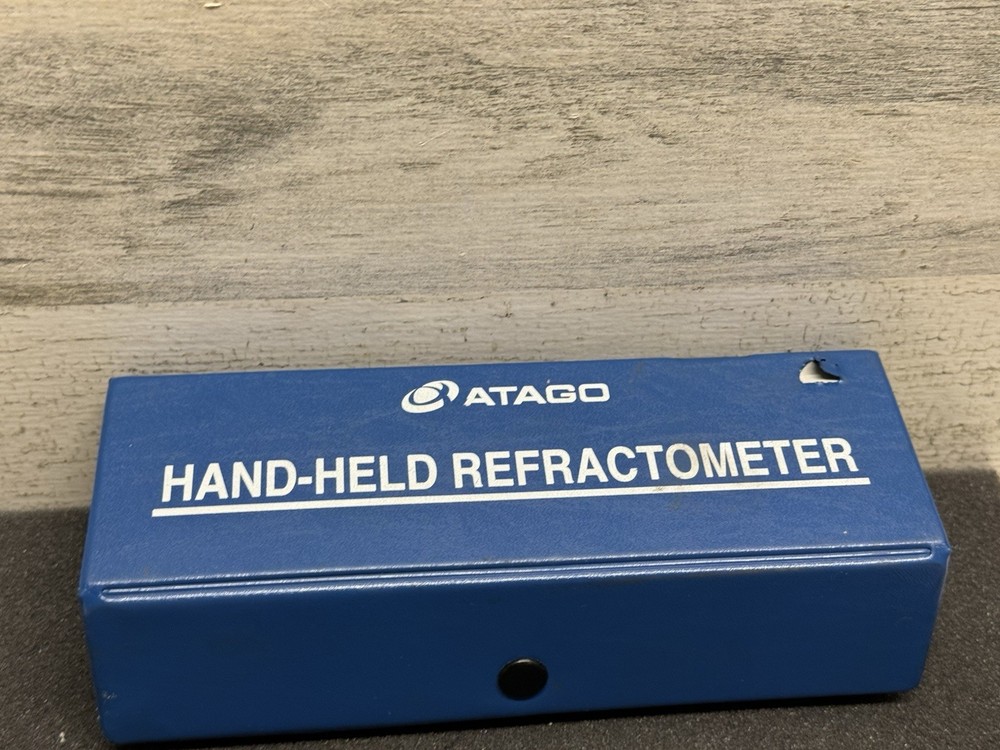 ATAGO
HAND-HELD REFRACTOMETER